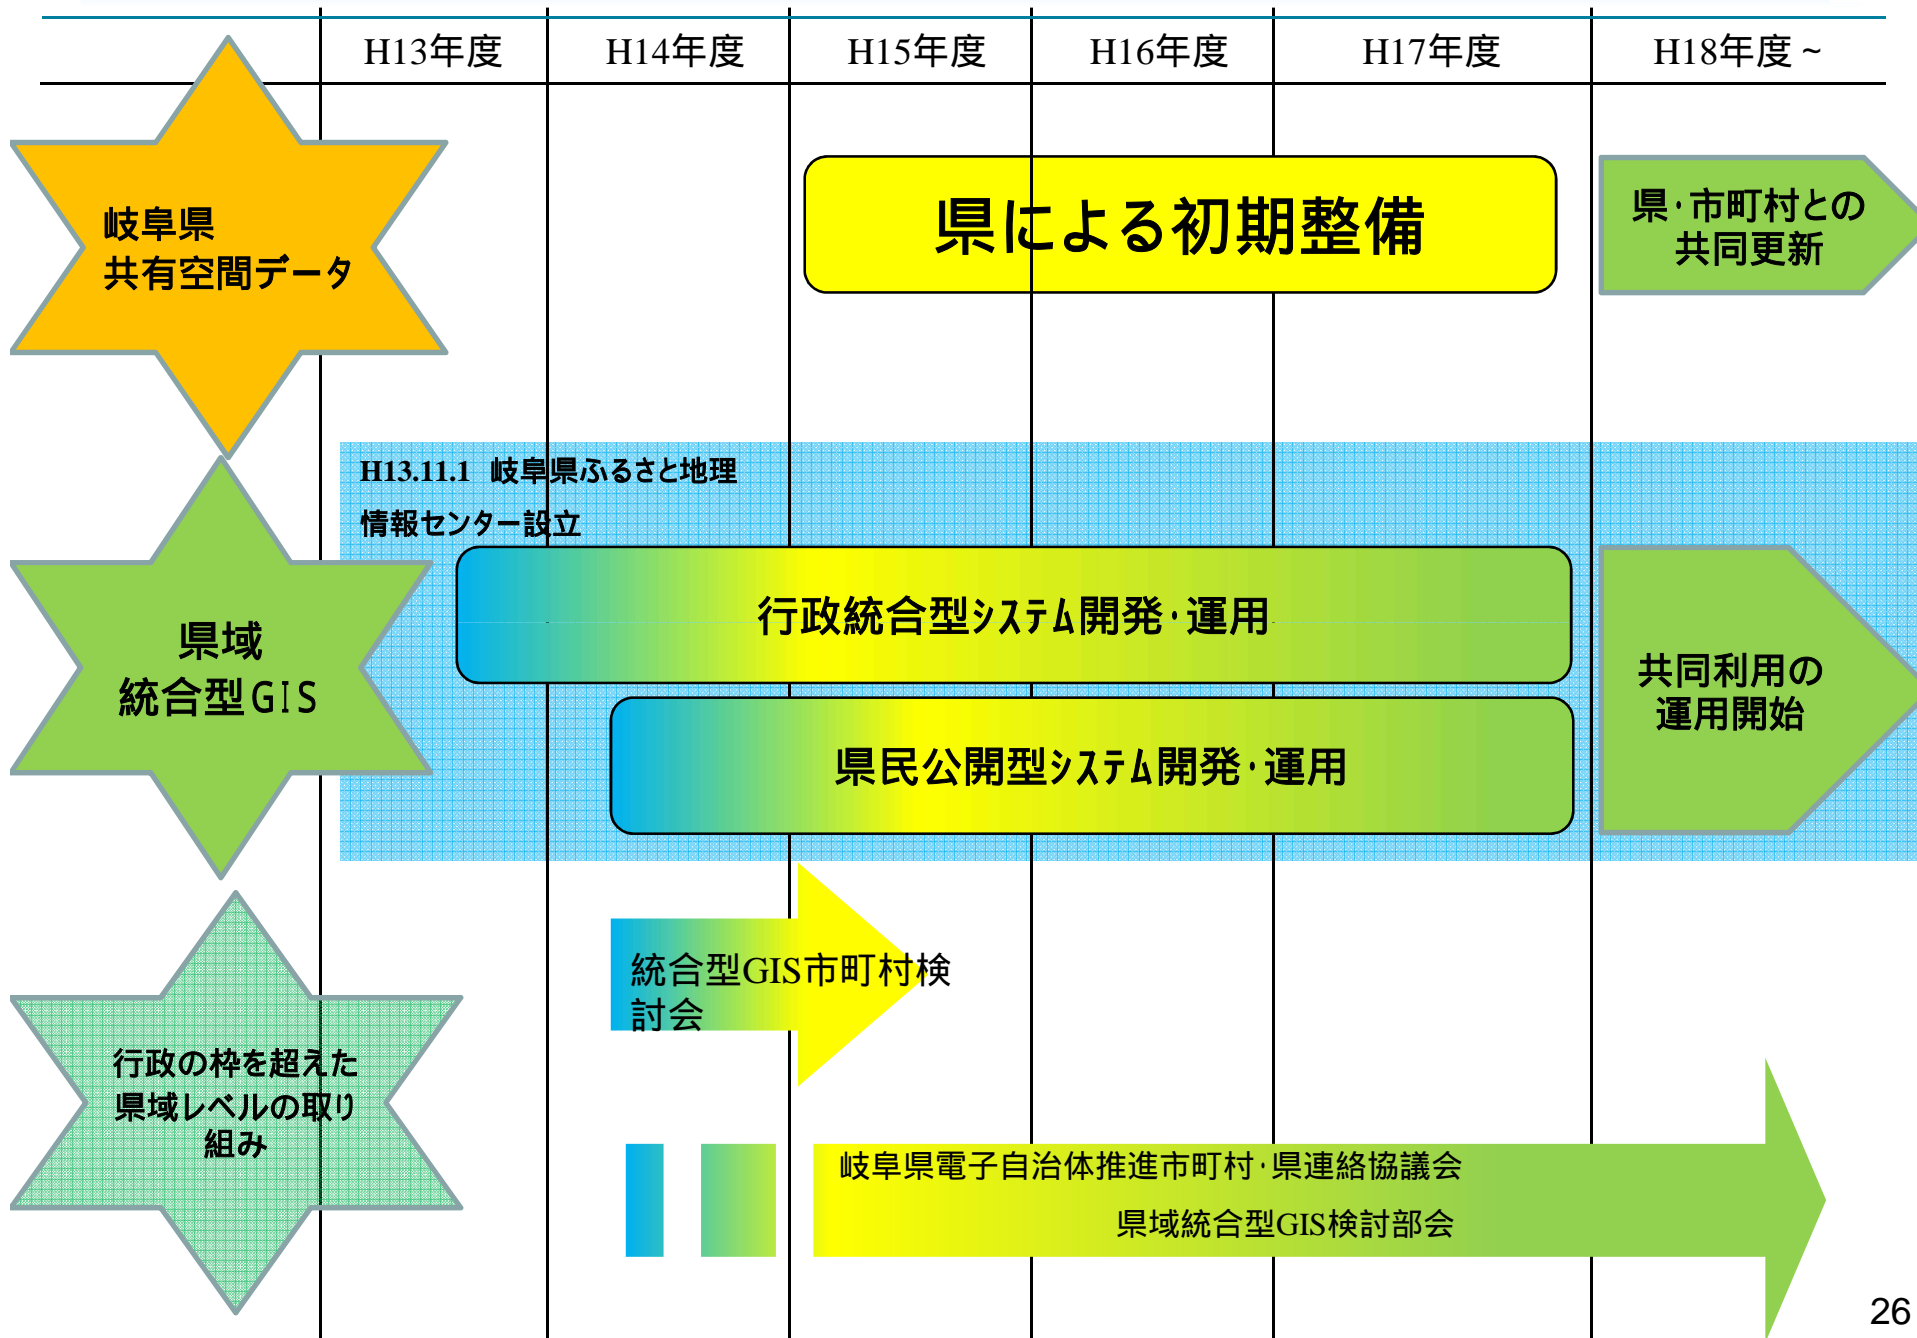 H13年度
H14年度
H15年度
H16年度
H17年度
H18年度~
岐阜県
共有空間データ
県による初期整備
県・市町村との
共同更新
H13.11.1 岐阜県ふるさと地理
情報センター設立
県域
統合型GIS
行政統合型ｼｽﾃﾑ開発・運用
県民公開型ｼｽﾃﾑ開発・運用
共同利用の
運用開始
行政の枠を超えた
県域レベルの取り
組み
統合型GIS市町村検
討会
岐阜県電子自治体推進市町村・県連絡協議会
県域統合型GIS検討部会
26